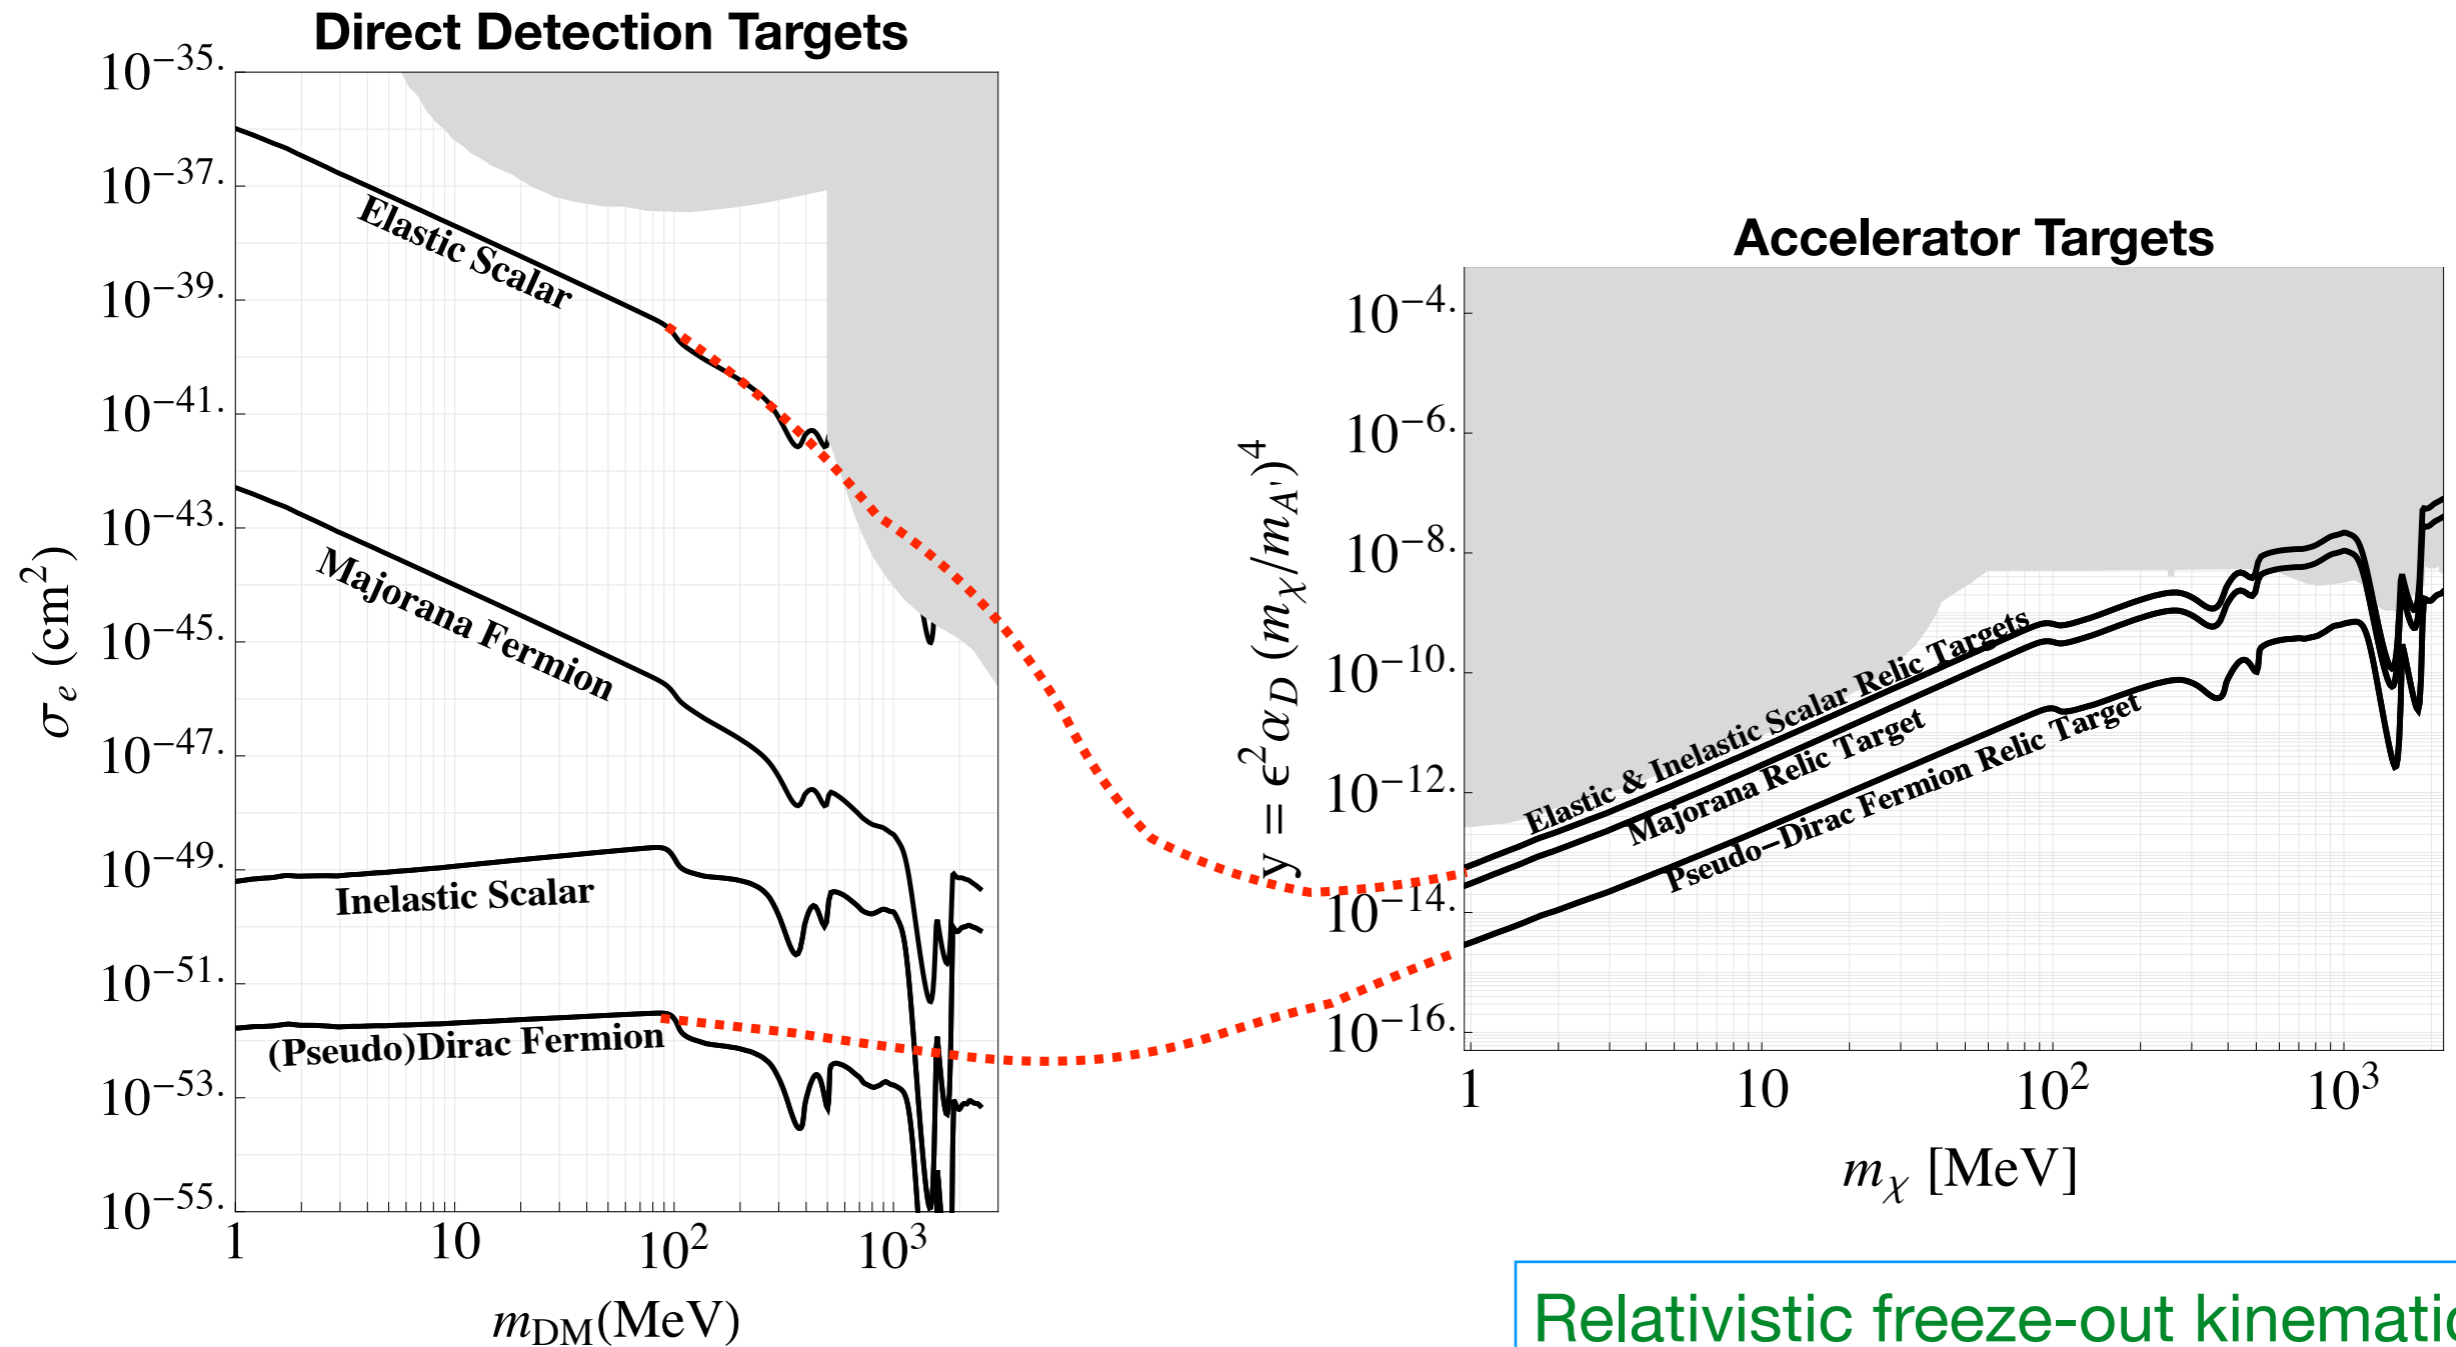 Direct Detection Targets
10^−35.
10^−37.
10^−39.
10^−41.
10^−43.
10^−45.
10^−47.
10^−49.
10^−51.
10^−53.
10^−55.
σ_e (cm^2)
Elastic Scalar
Majorana Fermion
Inelastic Scalar
(Pseudo)Dirac Fermion
1 10 10^2 10^3
m_DM(MeV)
Accelerator Targets
10^−4.
10^−6.
10^−8.
10^−10.
10^−12.
10^−14.
10^−16.
y = ϵ^2 α_D (m_χ/m_A')^4
Elastic & Inelastic Scalar Relic Targets
Majorana Relic Target
Pseudo−Dirac Fermion Relic Target
1 10 10^2 10^3
m_χ [MeV]
Relativistic freeze-out